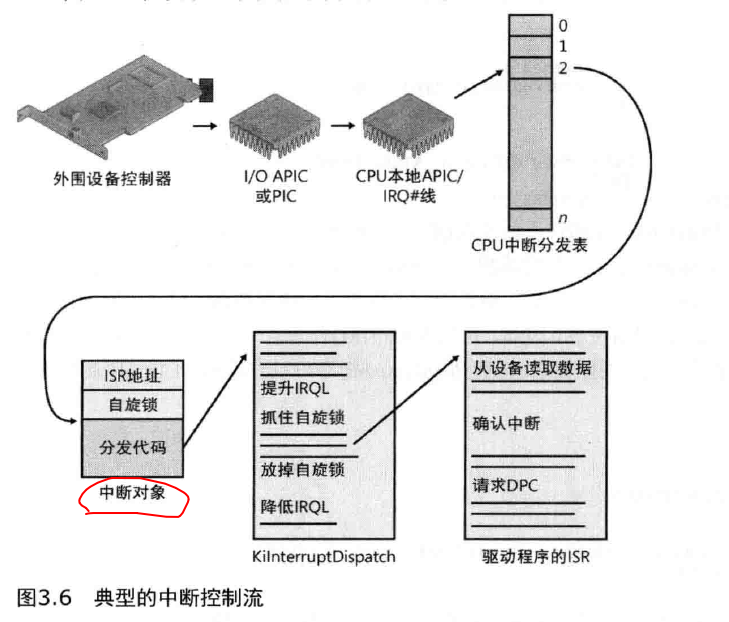 0
1
2
n
外围设备控制器
I/O APIC
或PIC
CPU本地APIC/
IRQ#线
CPU中断分发表
ISR地址
自旋锁
分发代码
中断对象
提升IRQL
抓住自旋锁
放掉自旋锁
降低IRQL
KiInterruptDispatch
从设备读取数据
确认中断
请求DPC
驱动程序的ISR
图3.6 典型的中断控制流